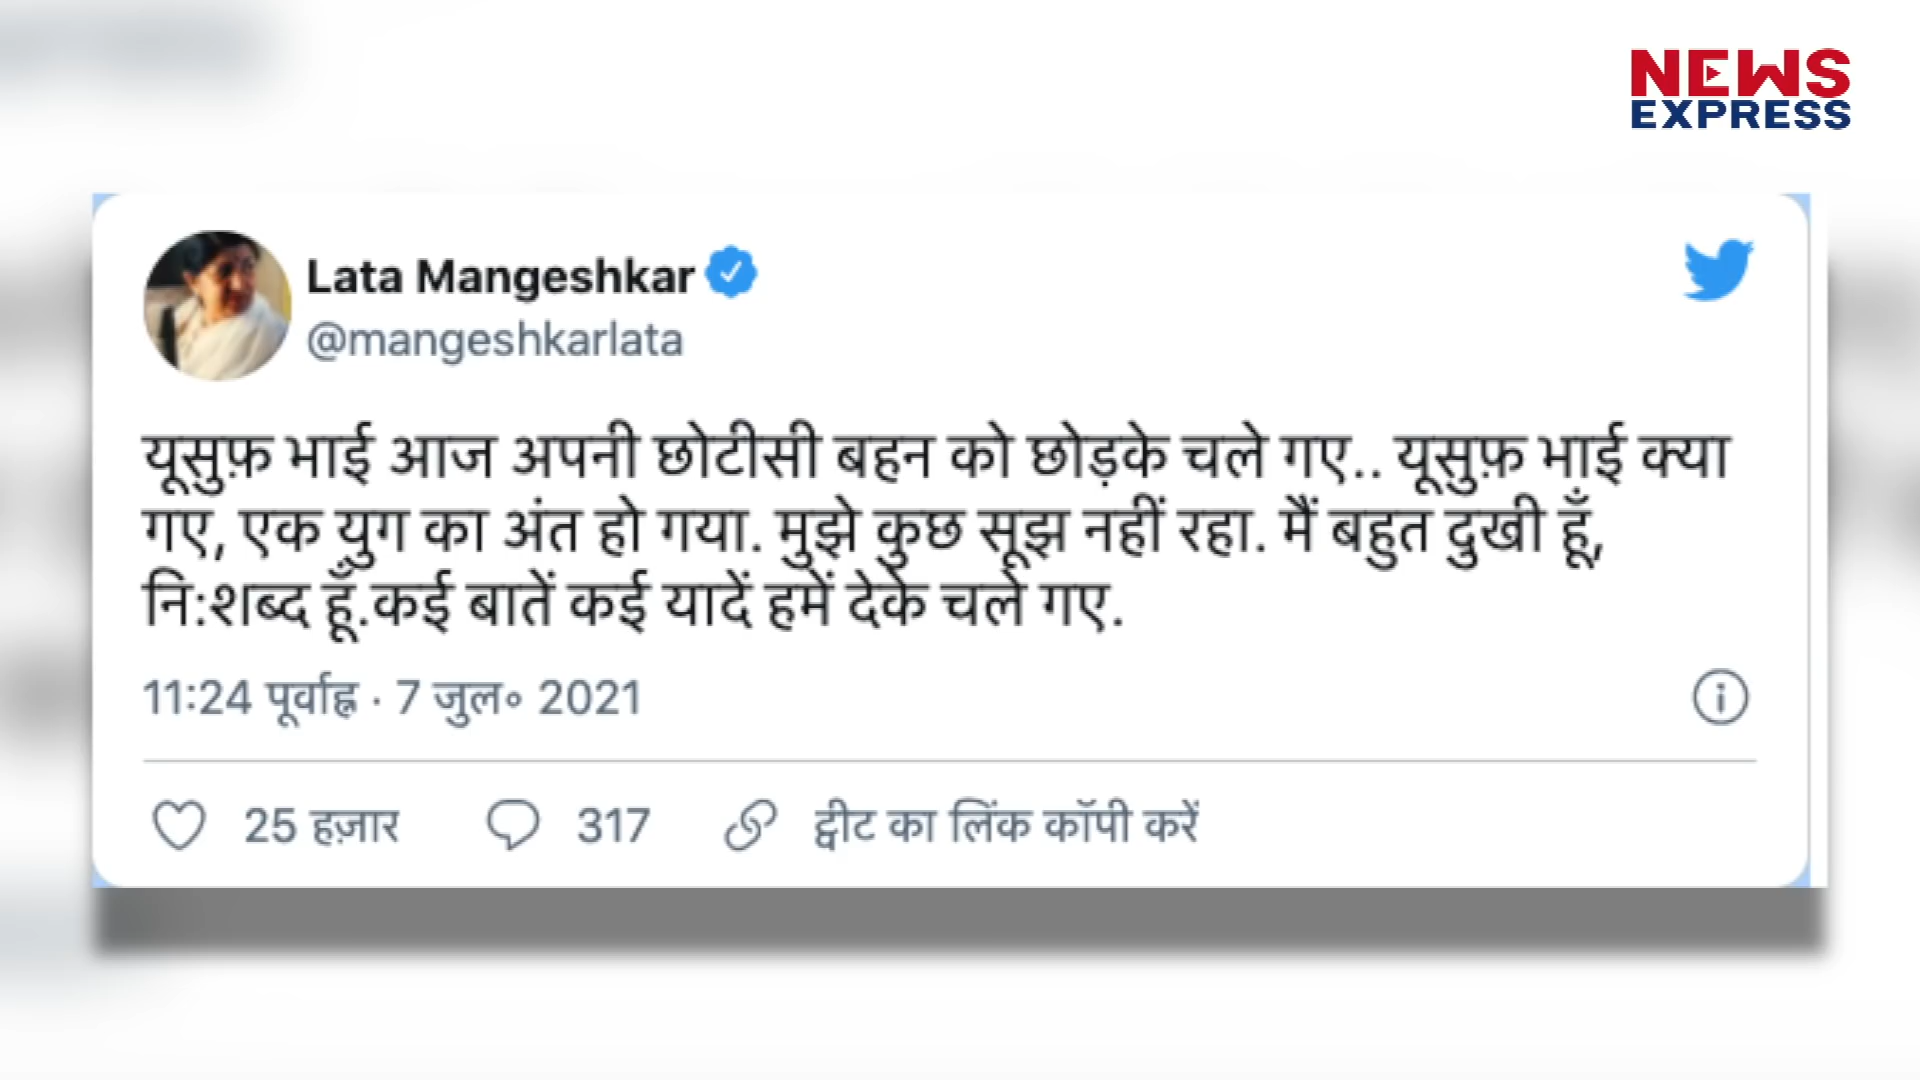 NEWS
EXPRESS
Lata Mangeshkar
@mangeshkarlata
यूसुफ़ भाई आज अपनी छोटीसी बहन को छोड़के चले गए.. यूसुफ़ भाई क्या
गए, एक युग का अंत हो गया. मुझे कुछ सूझ नहीं रहा. मैं बहुत दुखी हूँ,
नि:शब्द हूँ.कई बातें कई यादें हमें देके चले गए.
11:24 पूर्वाह्न · 7 जुल॰ 2021
25 हज़ार 317 ट्वीट का लिंक कॉपी करें